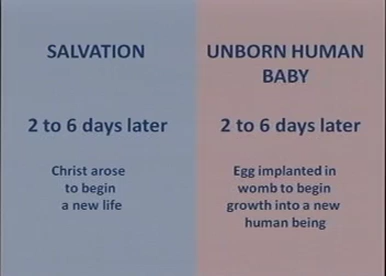 SALVATION
2 to 6 days later
Christ arose
to begin
a new life
UNBORN HUMAN
BABY
2 to 6 days later
Egg implanted in
womb to begin
growth into a new
human being